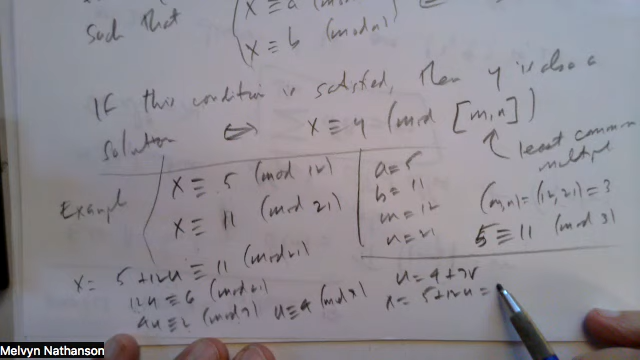 such that
x ≡ a (mod m)
x ≡ b (mod n)
If this condition is satisfied, then y is also a
solution ⟺ x ≡ y (mod [m,n])
least common
multiple
Example
x ≡ 5 (mod 12)
x ≡ 11 (mod 21)
a = 5
b = 11
m = 12
n = 21
(m,n) = (12,21) = 3
5 ≡ 11 (mod 3)
x = 5 + 12u ≡ 11 (mod 21)
12u ≡ 6 (mod 21)
4u ≡ 2 (mod 7) u ≡ 4 (mod 7)
u = 4 + 7v
x = 5 + 12u =
Melvyn Nathanson